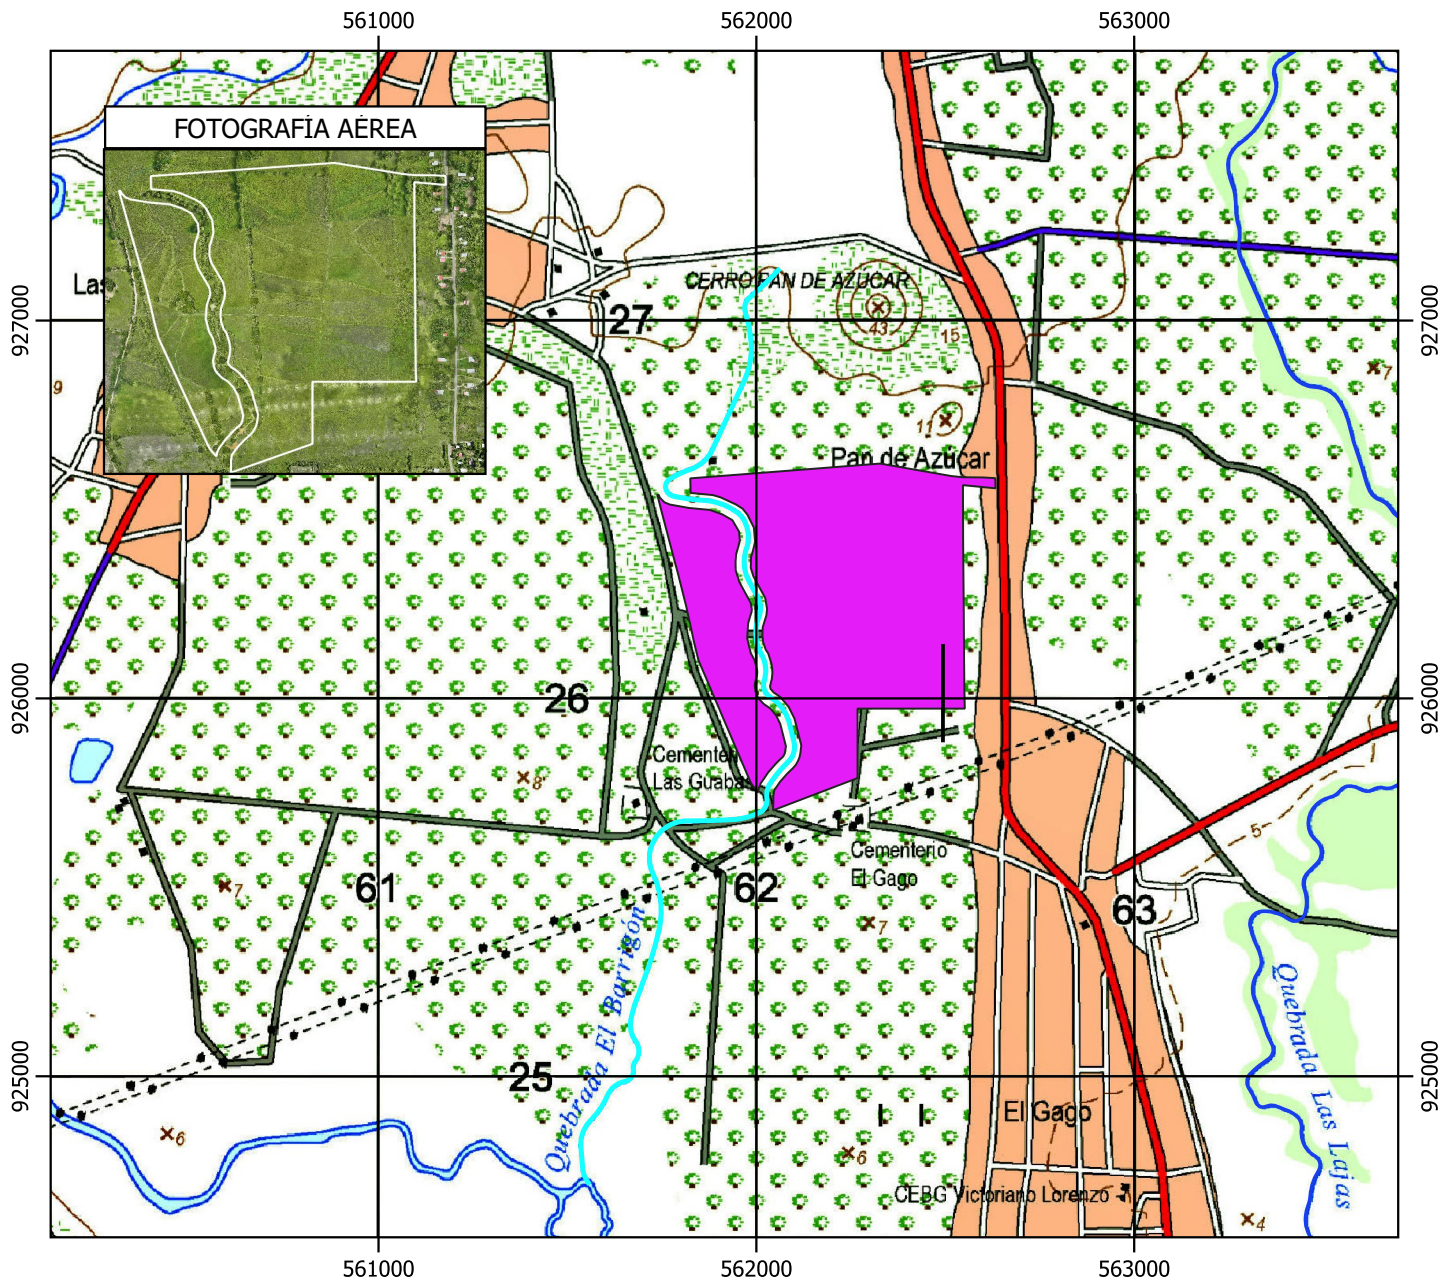 561000
562000
563000
FOTOGRAFÍA AÉREA
Las
CERRO PAN DE AZÚCAR
927000
27
43
15
927000
9
7
11
Pan de Azúcar
926000
26
926000
Cementeri
Las Guabas
8
5
Cementerio
El Gago
7
61
62
63
7
Quebrada El Barrigón
Quebrada Las Lajas
925000
25
925000
El Gago
6
6
CEBG Victoriano Lorenzo
4
561000
562000
563000